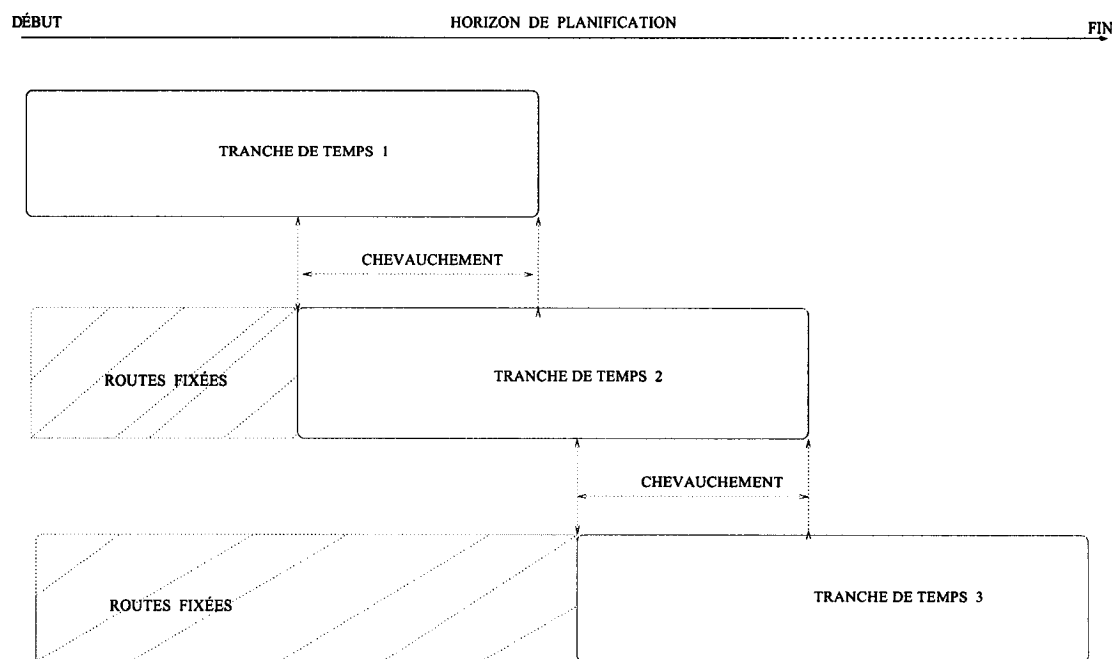 DÉBUT
HORIZON DE PLANIFICATION
FIN
TRANCHE DE TEMPS 1
CHEVAUCHEMENT
ROUTES FIXÉES
TRANCHE DE TEMPS 2
CHEVAUCHEMENT
ROUTES FIXÉES
TRANCHE DE TEMPS 3